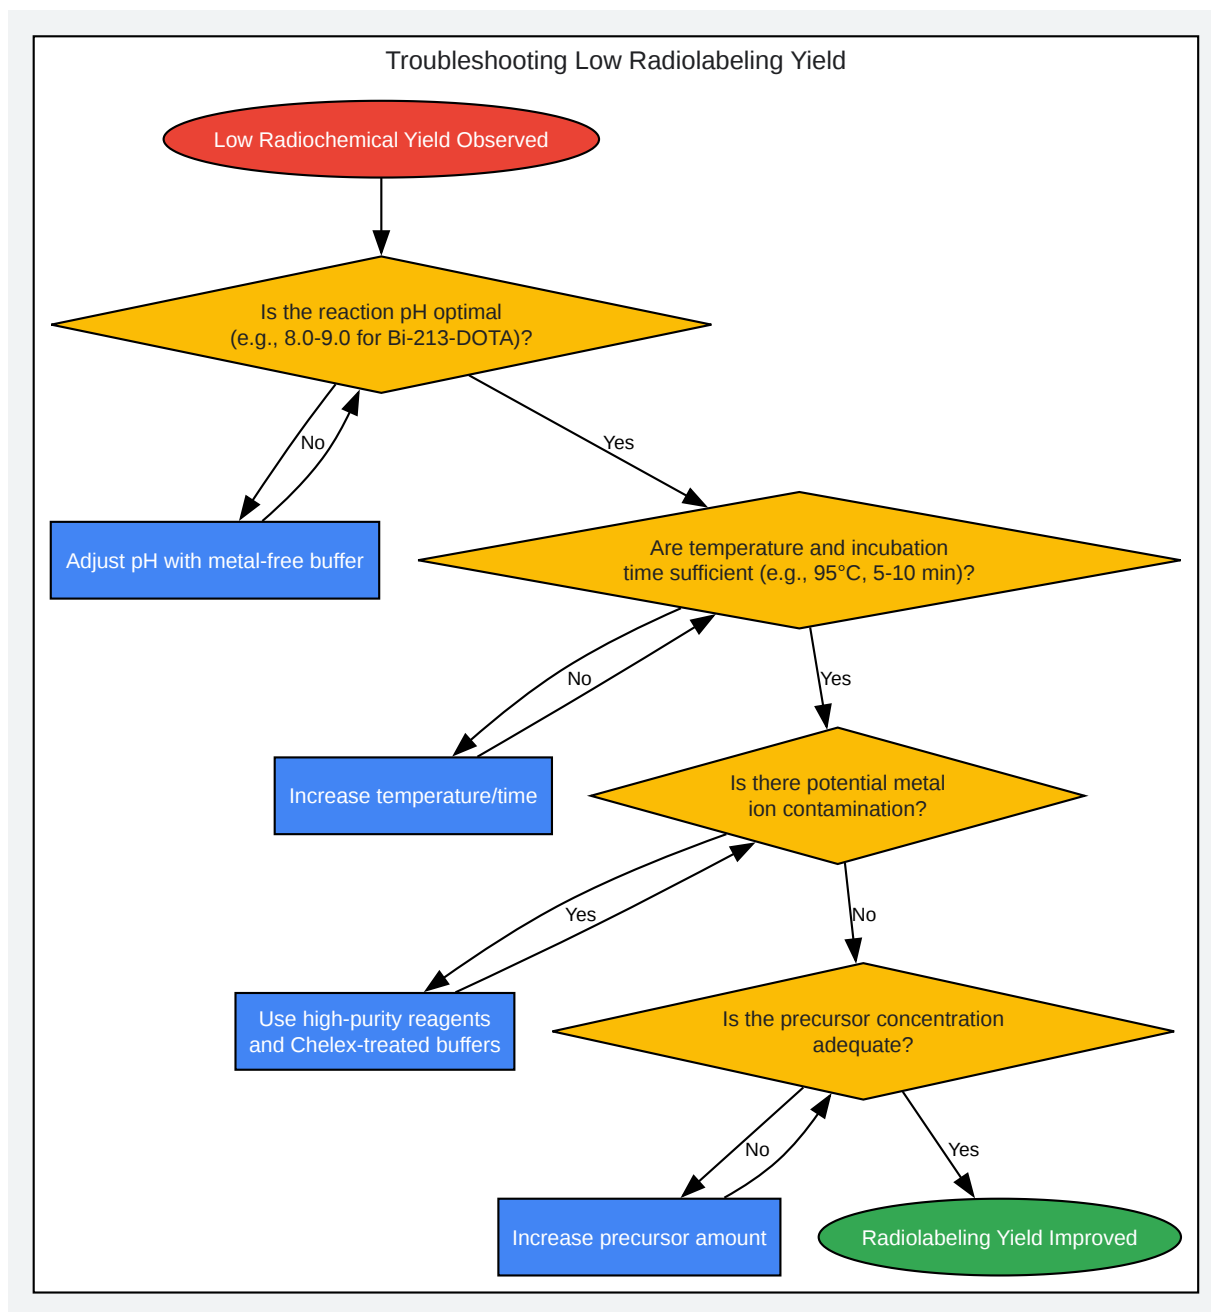 Troubleshooting Low Radiolabeling Yield
Low Radiochemical Yield Observed
Is the reaction pH optimal
(e.g., 8.0-9.0 for Bi-213-DOTA)?
No
Yes
Adjust pH with metal-free buffer
Are temperature and incubation
time sufficient (e.g., 95°C, 5-10 min)?
No
Yes
Increase temperature/time
Is there potential metal
ion contamination?
Yes
No
Use high-purity reagents
and Chelex-treated buffers
Is the precursor concentration
adequate?
No
Yes
Increase precursor amount
Radiolabeling Yield Improved